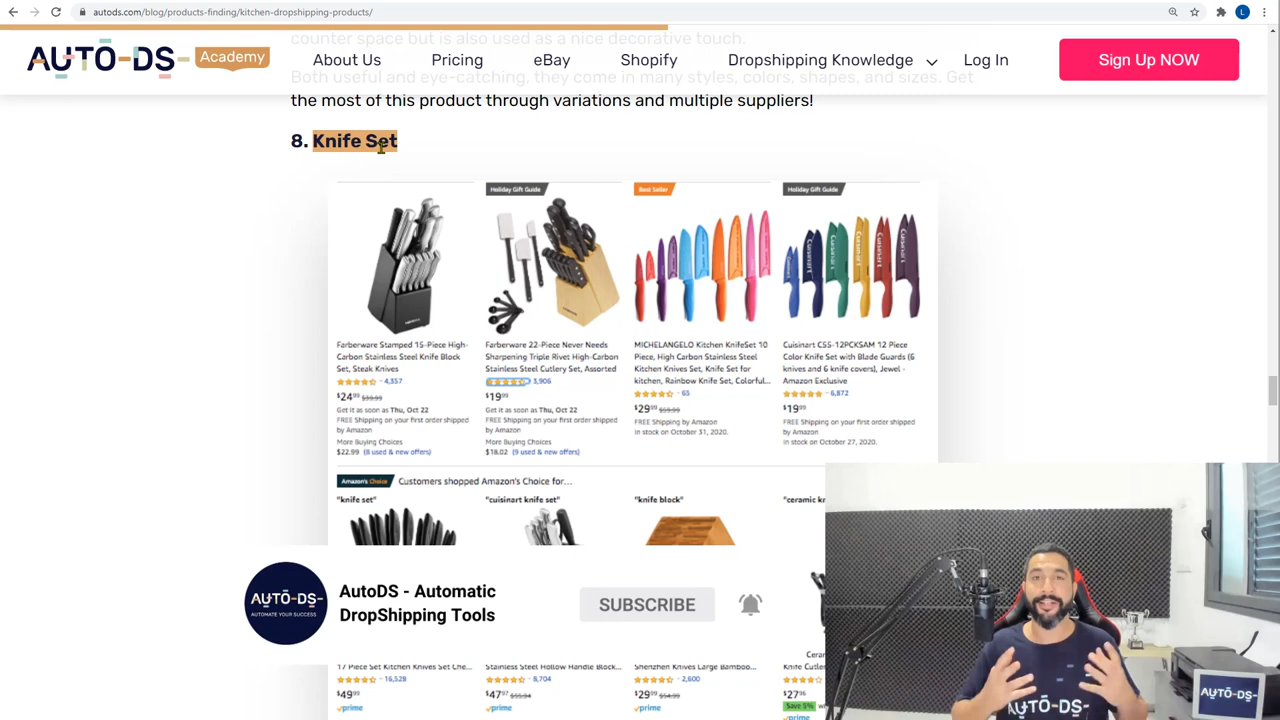 autods.com/blog/products-finding/kitchen-dropshipping-products/
L
counter space but is also used as a nice decorative touch.
AUTO-DS-
Academy
About Us
Pricing
eBay
Shopify
Dropshipping Knowledge
Log In
Sign Up NOW
Both useful and eye-catching, they come in many styles, colors, shapes, and sizes. Get
the most of this product through variations and multiple suppliers!
8. Knife Set
Holiday Gift Guide
Best Seller
Holiday Gift Guide
Farberware Stamped 15-Piece High-
Carbon Stainless Steel Knife Block
Set, Steak Knives
4,357
$24.99 $39.99
Get it as soon as Thu, Oct 22
FREE Shipping on your first order shipped
by Amazon
More Buying Choices
$22.99 (8 used & new offers)
Farberware 22-Piece Never Needs
Sharpening Triple Rivet High-Carbon
Stainless Steel Cutlery Set, Assorted
3,906
$19.99
Get it as soon as Thu, Oct 22
FREE Shipping on your first order shipped
by Amazon
More Buying Choices
$18.02 (9 used & new offers)
MICHELANGELO Kitchen KnifeSet 10
Piece, High Carbon Stainless Steel
Kitchen Knives Set, Knife Set for
kitchen, Rainbow Knife Set, Colorful...
65
$29.99 $59.99
FREE Shipping by Amazon
In stock on October 31, 2020.
Cuisinart C55-12PCKSAM 12 Piece
Color Knife Set with Blade Guards (6
knives and 6 knife covers), Jewel -
Amazon Exclusive
6,872
$19.99
FREE Shipping by Amazon
In stock on October 27, 2020.
Amazon's Choice
Customers shopped Amazon's Choice for...
"knife set"
"cuisinart knife set"
"knife block"
"ceramic kn
AUTO-DS-
AUTOMATE YOUR SUCCESS
AutoDS - Automatic
DropShipping Tools
SUBSCRIBE
17 Piece Set Kitchen Knives Set Che...
16,528
$49.99
prime
Stainless Steel Hollow Handle Block...
8,704
$47.97 $55.94
prime
Shenzhen Knives Large Bamboo...
2,600
$29.99 $54.99
prime
Cera
Knife Cutler
$27.96
Save 5%
prime
AUTO-DS-
AUTO-DS-